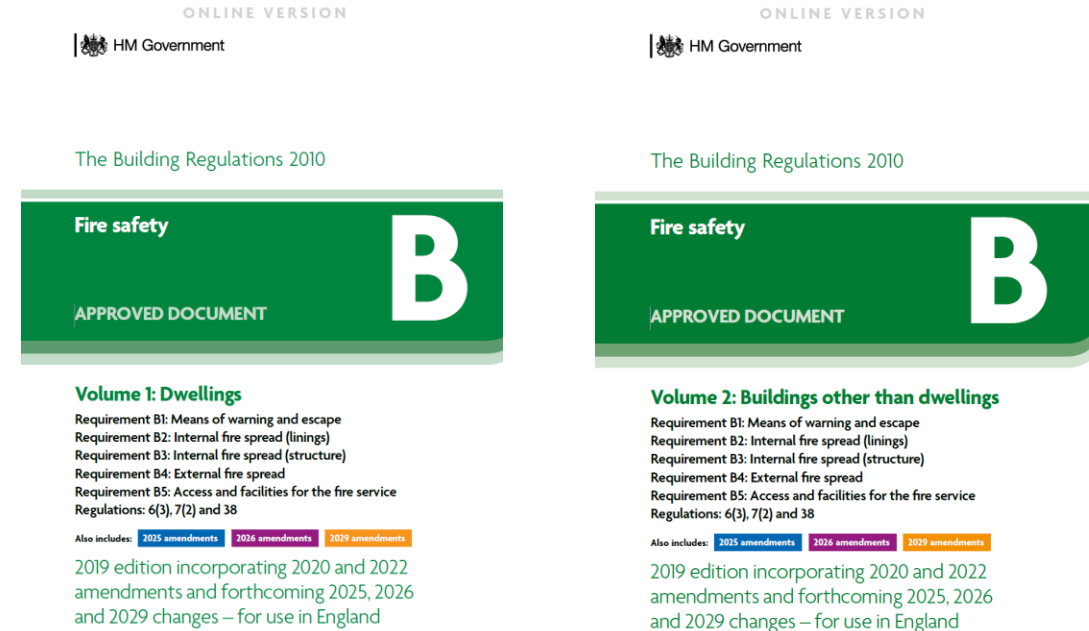 ONLINE VERSION
HM Government
The Building Regulations 2010
Fire safety
B
APPROVED DOCUMENT
Volume 1: Dwellings
Requirement B1: Means of warning and escape
Requirement B2: Internal fire spread (linings)
Requirement B3: Internal fire spread (structure)
Requirement B4: External fire spread
Requirement B5: Access and facilities for the fire service
Regulations: 6(3), 7(2) and 38
Also includes: 2025 amendments 2026 amendments 2029 amendments
2019 edition incorporating 2020 and 2022
amendments and forthcoming 2025, 2026
and 2029 changes – for use in England
ONLINE VERSION
HM Government
The Building Regulations 2010
Fire safety
B
APPROVED DOCUMENT
Volume 2: Buildings other than dwellings
Requirement B1: Means of warning and escape
Requirement B2: Internal fire spread (linings)
Requirement B3: Internal fire spread (structure)
Requirement B4: External fire spread
Requirement B5: Access and facilities for the fire service
Regulations: 6(3), 7(2) and 38
Also includes: 2025 amendments 2026 amendments 2029 amendments
2019 edition incorporating 2020 and 2022
amendments and forthcoming 2025, 2026
and 2029 changes – for use in England